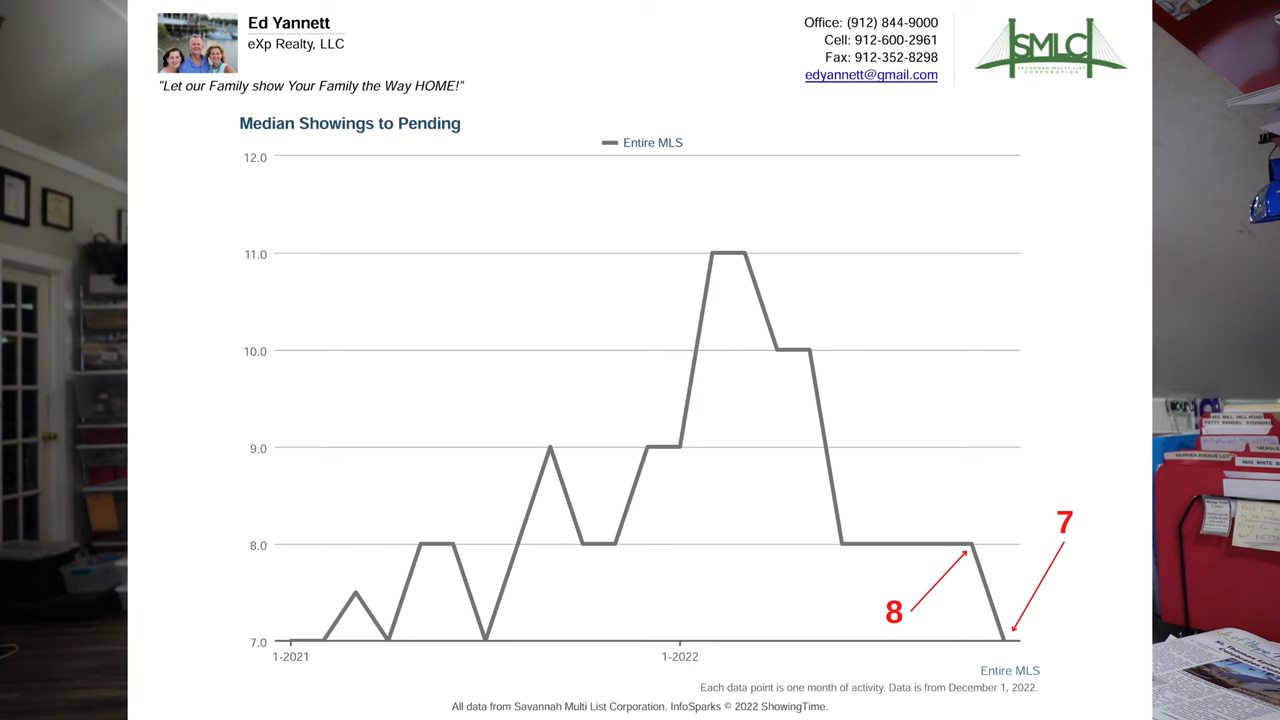 Ed Yannett
eXp Realty, LLC
"Let our Family show Your Family the Way HOME!"
Office: (912) 844-9000
Cell: 912-600-2961
Fax: 912-352-8298
edyannett@gmail.com
SMLC
SAVANNAH MULTI-LIST
CORPORATION
Median Showings to Pending
Entire MLS
12.0
11.0
10.0
9.0
8.0
7.0
1-2021
1-2022
8
7
Entire MLS
Each data point is one month of activity. Data is from December 1, 2022.
All data from Savannah Multi List Corporation. InfoSparks © 2022 ShowingTime.